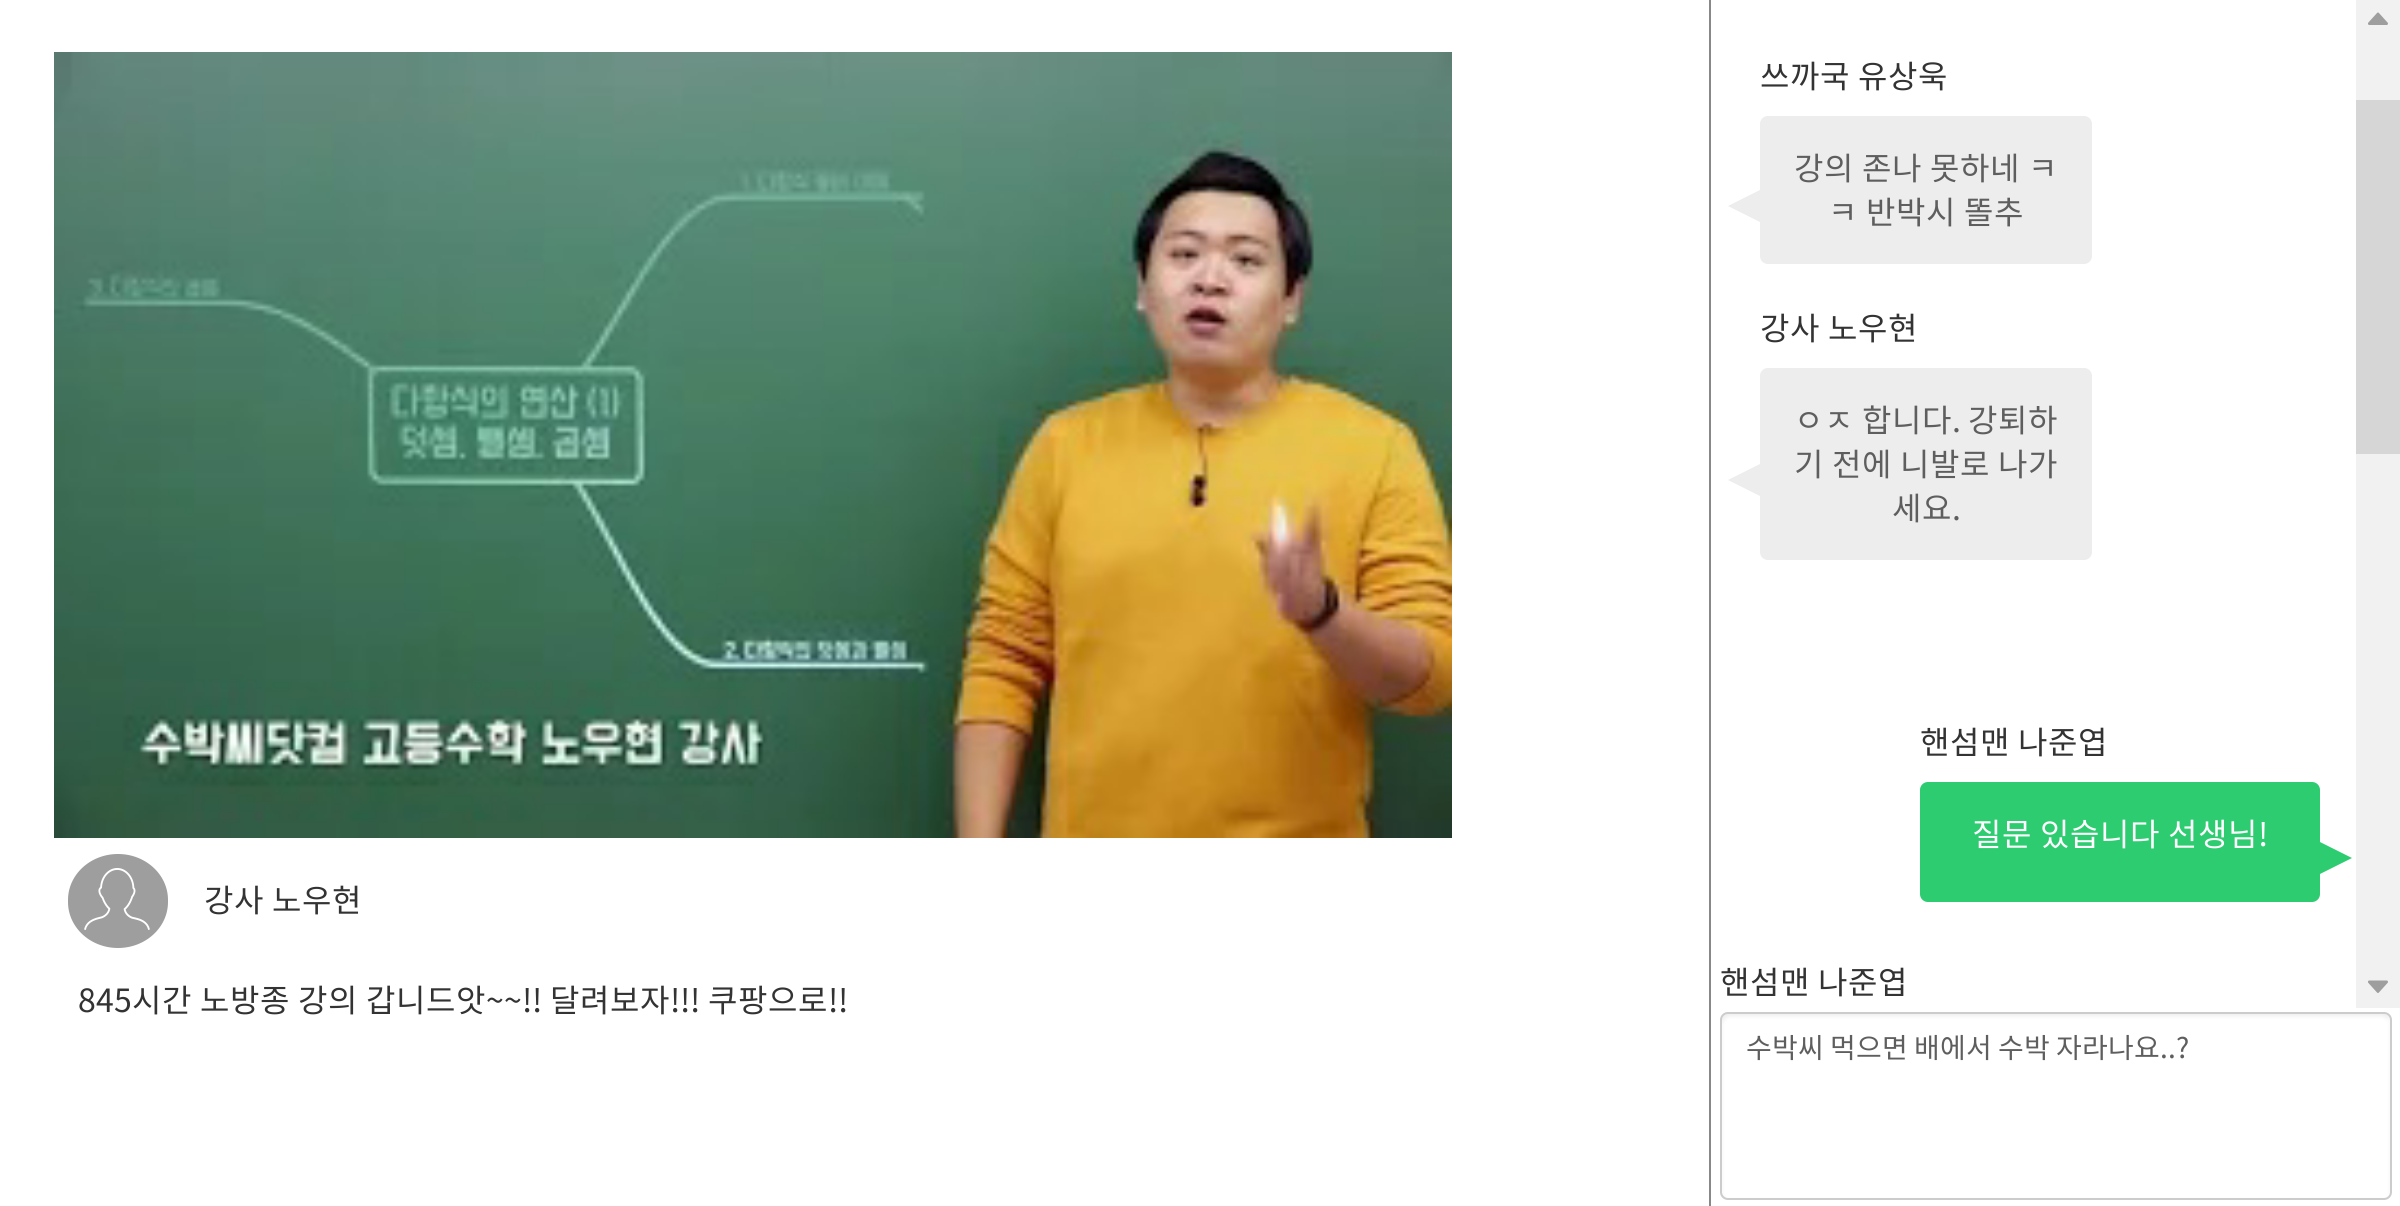 다항식의 연산 (1)
덧셈, 뺄셈, 곱셈
2. 다항식의 덧셈과 뺄셈
수박씨닷컴 고등수학 노우현 강사
강사 노우현
845시간 노방종 강의 갑니드앗~~!! 달려보자!!! 쿠팡으로!!
쓰까국 유상욱
강의 존나 못하네 ㅋ
ㅋ 반박시 똘추
강사 노우현
ㅇㅈ 합니다. 강퇴하
기 전에 니발로 나가
세요.
핸섬맨 나준엽
질문 있습니다 선생님!
핸섬맨 나준엽
수박씨 먹으면 배에서 수박 자라나요..?